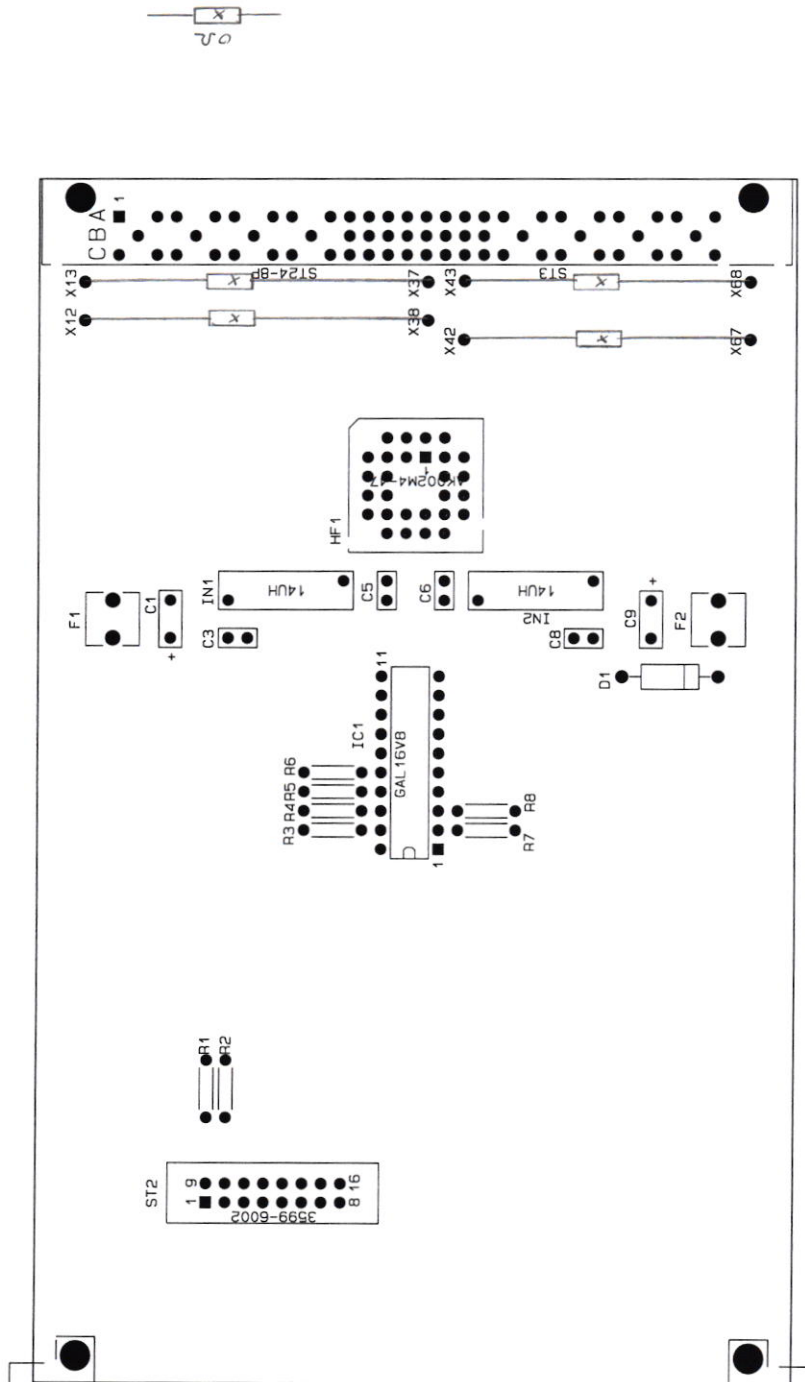 x
0Ω
CBA
1
X13
x
ST24-8P
X37
X43
x
ST3
X68
X12
x
X38
X42
x
X67
1
HF1
F1
C1
+
IN1
14UH
C3
C5
C6
14UH
IN2
C8
+
C9
F2
D1
11
IC1
GAL16V8
R6
R5
R4
R3
1
R8
R7
R1
R2
ST2
1
9
3599-6002
8
16